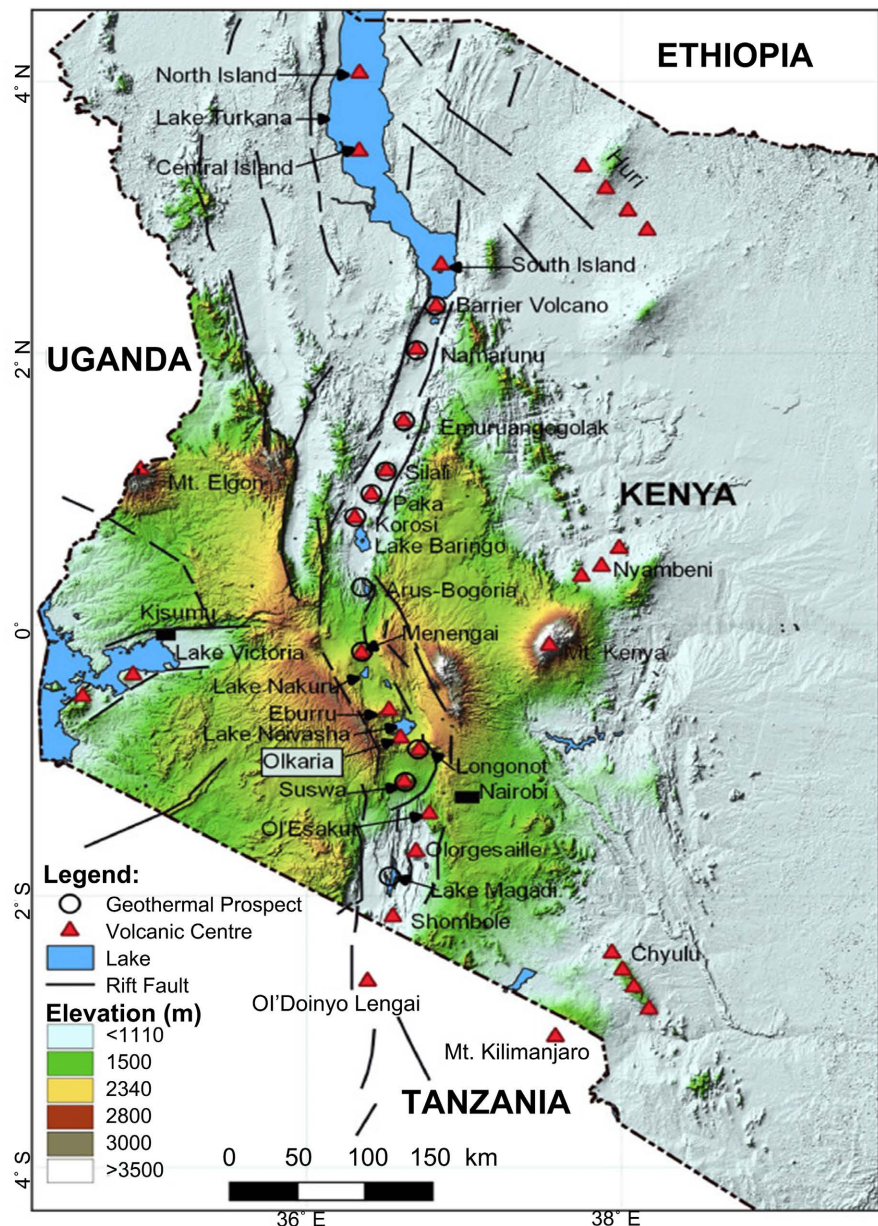 ETHIOPIA
4° N
North Island
Lake Turkana
Central Island
Huri
South Island
Barrier Volcano
UGANDA
2° N
Namarunu
Emuruangogolak
Silali
Mt. Elgon
KENYA
Paka
Korosi
Lake Baringo
Nyambeni
Arus-Bogoria
Kisumu
0°
Menengai
Lake Victoria
Mt. Kenya
Lake Nakuru
Eburru
Lake Naivasha
Olkaria
Longonot
Suswa
Nairobi
Ol'Esakut
Olorgesaille
Legend:
Lake Magadi
2° S
Geothermal Prospect
Volcanic Centre
Shombole
Lake
Chyulu
Rift Fault
Elevation (m)
Ol'Doinyo Lengai
<1110
1500
Mt. Kilimanjaro
2340
2800
TANZANIA
3000
>3500
0 50 100 150 km
4° S
36° E
38° E